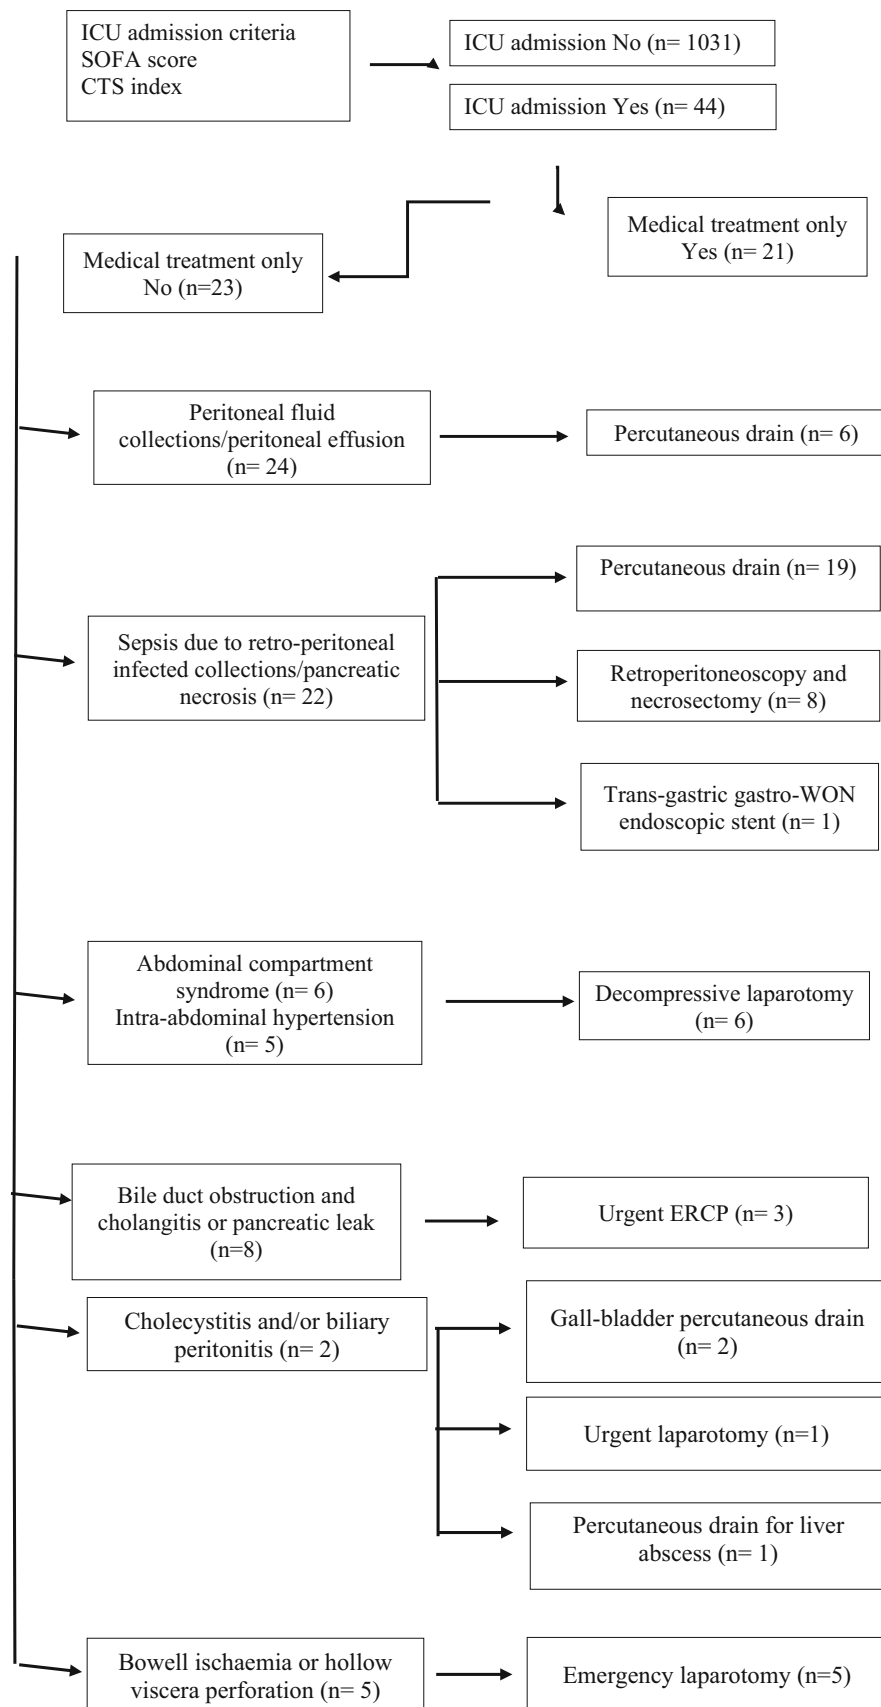 ICU admission criteria
SOFA score
CTS index
ICU admission No (n= 1031)
ICU admission Yes (n= 44)
Medical treatment only
Yes (n= 21)
Medical treatment only
No (n=23)
Peritoneal fluid
collections/peritoneal effusion
(n= 24)
Percutaneous drain (n= 6)
Sepsis due to retro-peritoneal
infected collections/pancreatic
necrosis (n= 22)
Percutaneous drain (n= 19)
Retroperitoneoscopy and
necrosectomy (n= 8)
Trans-gastric gastro-WON
endoscopic stent (n= 1)
Abdominal compartment
syndrome (n= 6)
Intra-abdominal hypertension
(n= 5)
Decompressive laparotomy
(n= 6)
Bile duct obstruction and
cholangitis or pancreatic leak
(n=8)
Urgent ERCP (n= 3)
Cholecystitis and/or biliary
peritonitis (n= 2)
Gall-bladder percutaneous drain
(n= 2)
Urgent laparotomy (n=1)
Percutaneous drain for liver
abscess (n= 1)
Bowell ischaemia or hollow
viscera perforation (n= 5)
Emergency laparotomy (n=5)